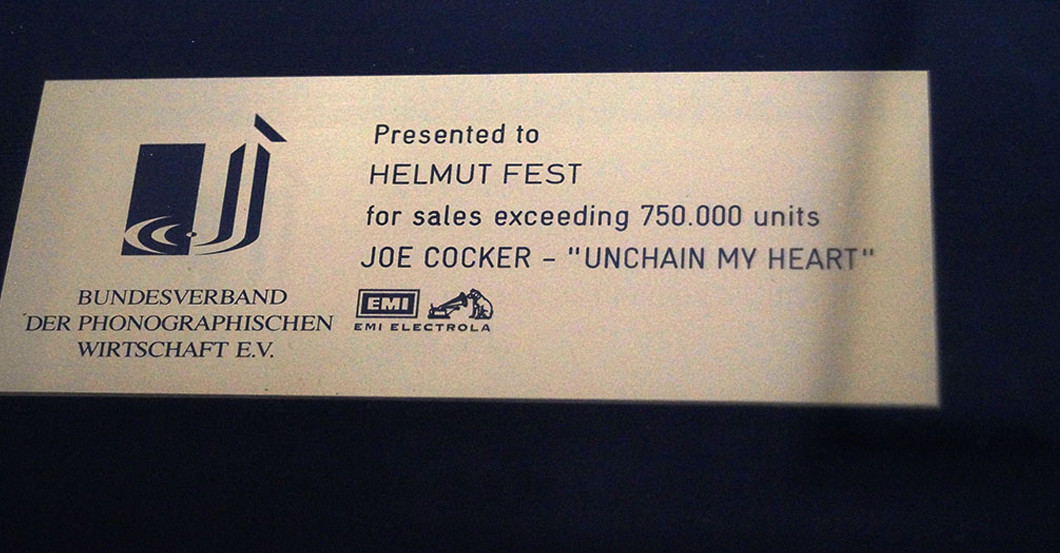 Presented to
HELMUT FEST
for sales exceeding 750.000 units
JOE COCKER – "UNCHAIN MY HEART"
BUNDESVERBAND
DER PHONOGRAPHISCHEN
WIRTSCHAFT E.V.
EMI
EMI ELECTROLA